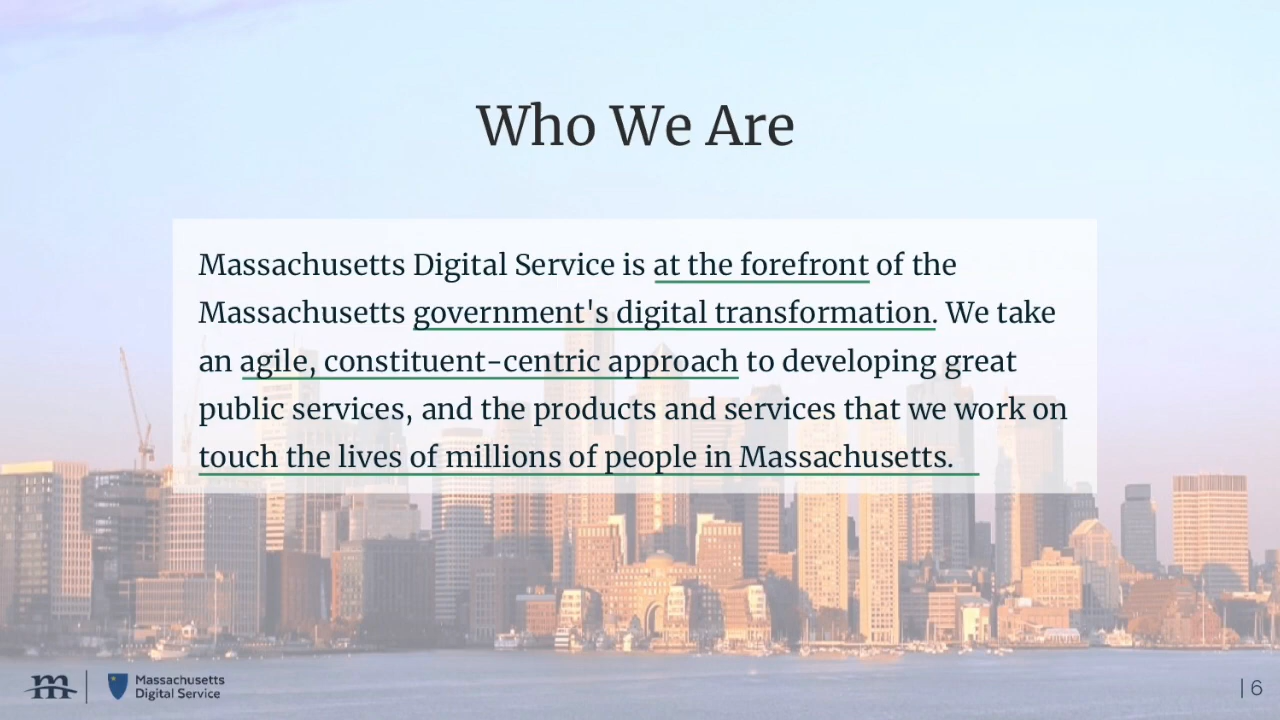 Who We Are
Massachusetts Digital Service is at the forefront of the
Massachusetts government's digital transformation. We take
an agile, constituent-centric approach to developing great
public services, and the products and services that we work on
touch the lives of millions of people in Massachusetts.
m
Massachusetts
Digital Service
| 6